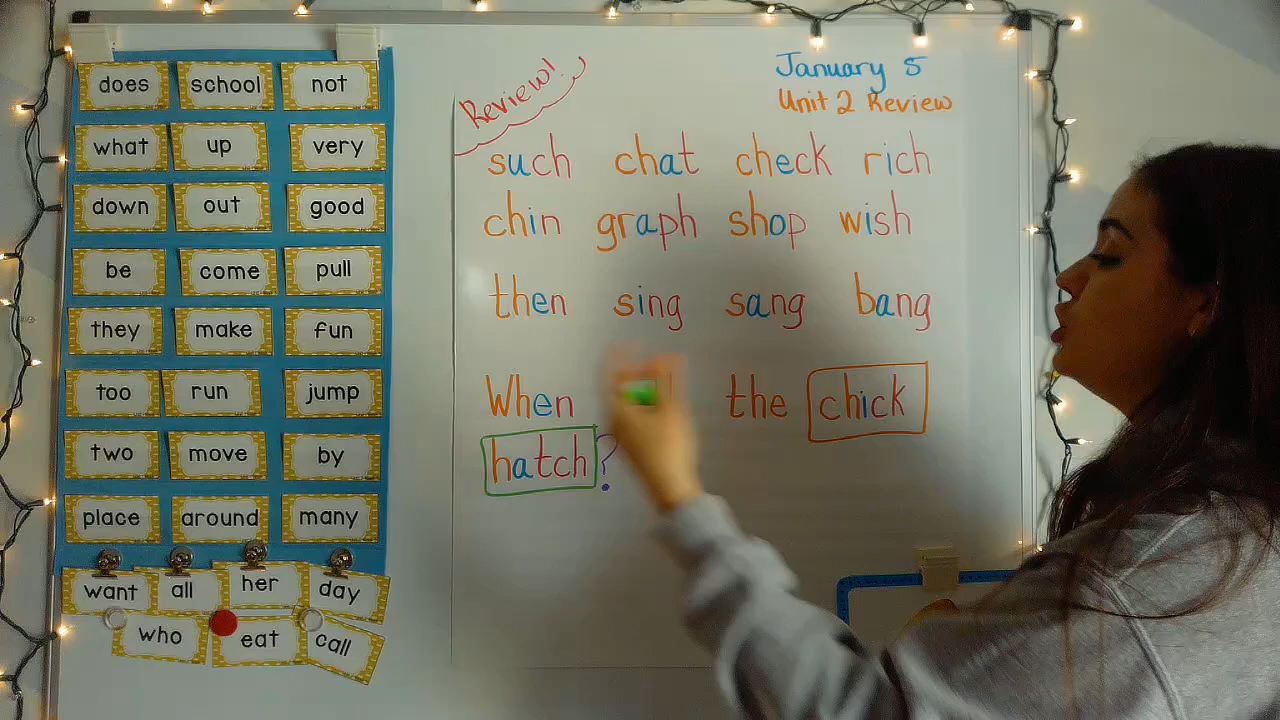 does school not
what up very
down out good
be come pull
they make fun
too run jump
two move by
place around many
want all her day
who eat call
Review!
January 5
Unit 2 Review
such chat check rich
chin graph shop wish
then sing sang bang
When the chick
hatch?